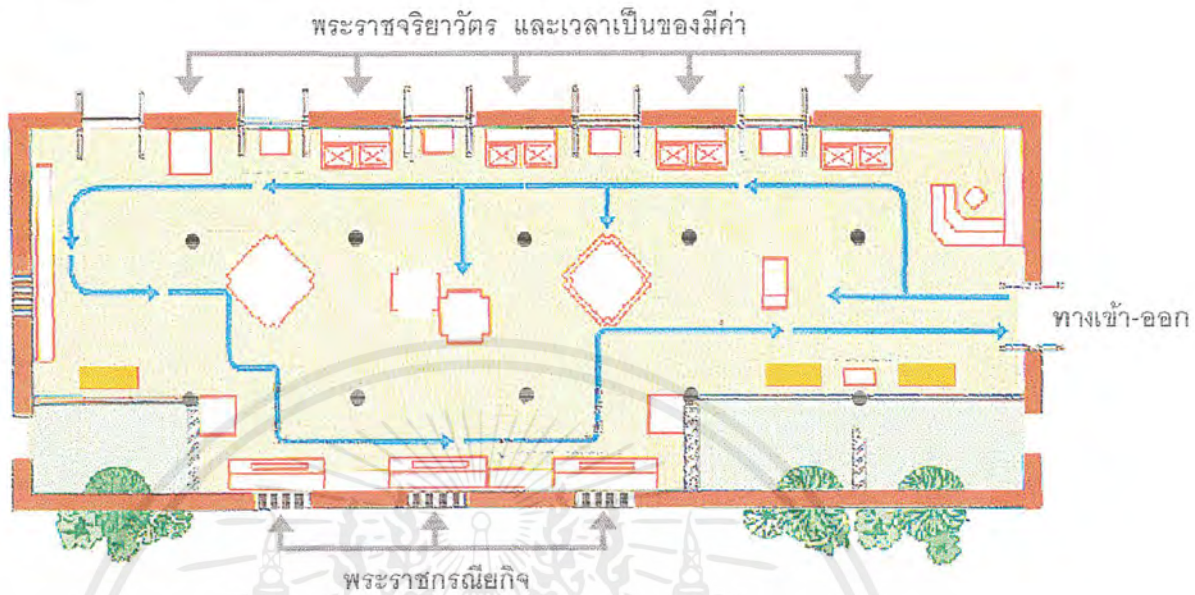 พระราชจริยาวัตร และเวลาเป็นของมีค่า
ทางเข้า-ออก
พระราชกรณียกิจ